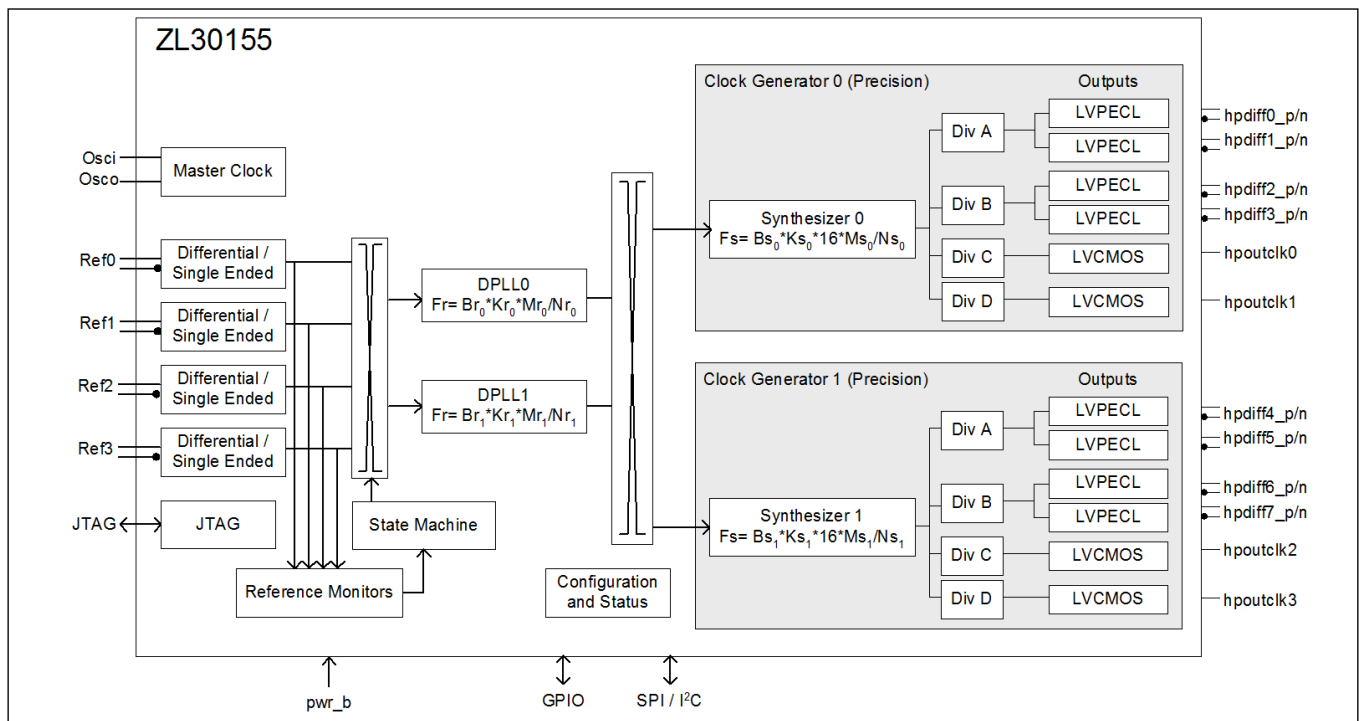 ZL30155
Osci
Osco
Master Clock
Ref0
Differential /
Single Ended
Ref1
Differential /
Single Ended
Ref2
Differential /
Single Ended
Ref3
Differential /
Single Ended
JTAG
JTAG
State Machine
Reference Monitors
DPLL0
Fr= Br₀*Kr₀*Mr₀/Nr₀
DPLL1
Fr= Br₁*Kr₁*Mr₁/Nr₁
Configuration
and Status
Clock Generator 0 (Precision)
Outputs
Synthesizer 0
Fs= Bs₀*Ks₀*16*Ms₀/Ns₀
Div A
LVPECL
hpdiff0_p/n
LVPECL
hpdiff1_p/n
Div B
LVPECL
hpdiff2_p/n
LVPECL
hpdiff3_p/n
Div C
LVCMOS
hpoutclk0
Div D
LVCMOS
hpoutclk1
Clock Generator 1 (Precision)
Outputs
Synthesizer 1
Fs= Bs₁*Ks₁*16*Ms₁/Ns₁
Div A
LVPECL
hpdiff4_p/n
LVPECL
hpdiff5_p/n
Div B
LVPECL
hpdiff6_p/n
LVPECL
hpdiff7_p/n
Div C
LVCMOS
hpoutclk2
Div D
LVCMOS
hpoutclk3
pwr_b
GPIO
SPI / I²C